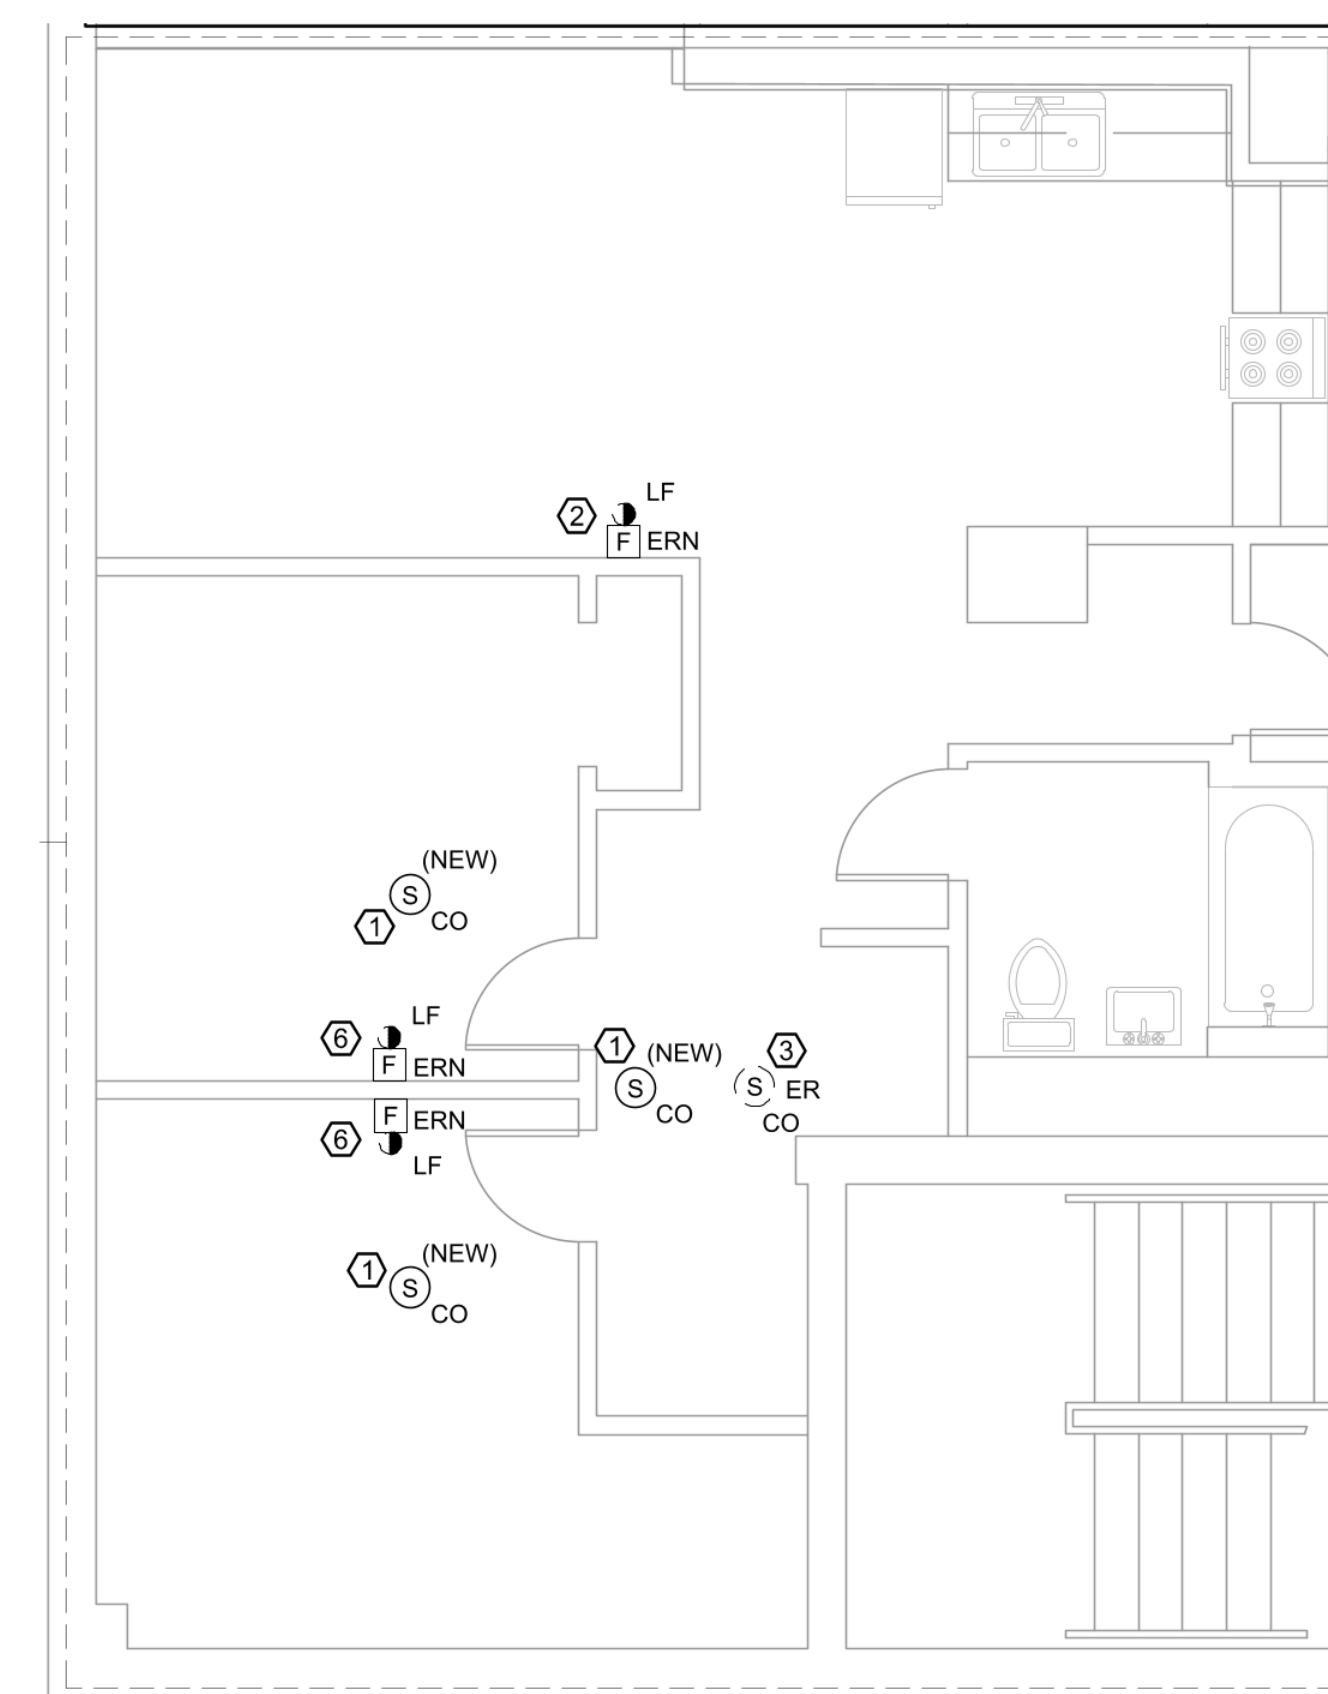 LF
2
F ERN
(NEW)
S
1 CO
LF
6
F ERN
1 (NEW) 3
S S ER
CO CO
F ERN
6
LF
(NEW)
1 S
CO